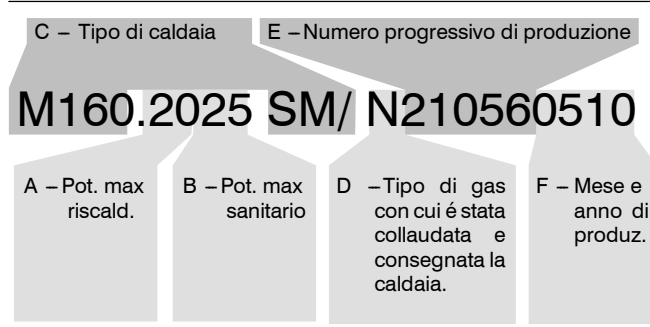 C – Tipo di caldaia
E – Numero progressivo di produzione
M160.2025 SM/ N210560510
A – Pot. max
riscald.
B – Pot. max
sanitario
D – Tipo di gas
con cui é stata
collaudata e
consegnata la
caldaia.
F – Mese e
anno di
produz.